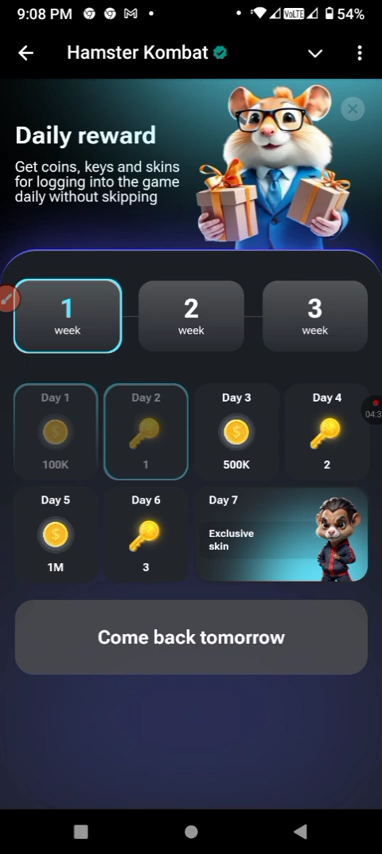 9:08 PM
VoLTE
54%
Hamster Kombat
Daily reward
Get coins, keys and skins
for logging into the game
daily without skipping
1
week
2
week
3
week
Day 1
100K
Day 2
1
Day 3
500K
Day 4
2
Day 5
1M
Day 6
3
Day 7
Exclusive
skin
Come back tomorrow